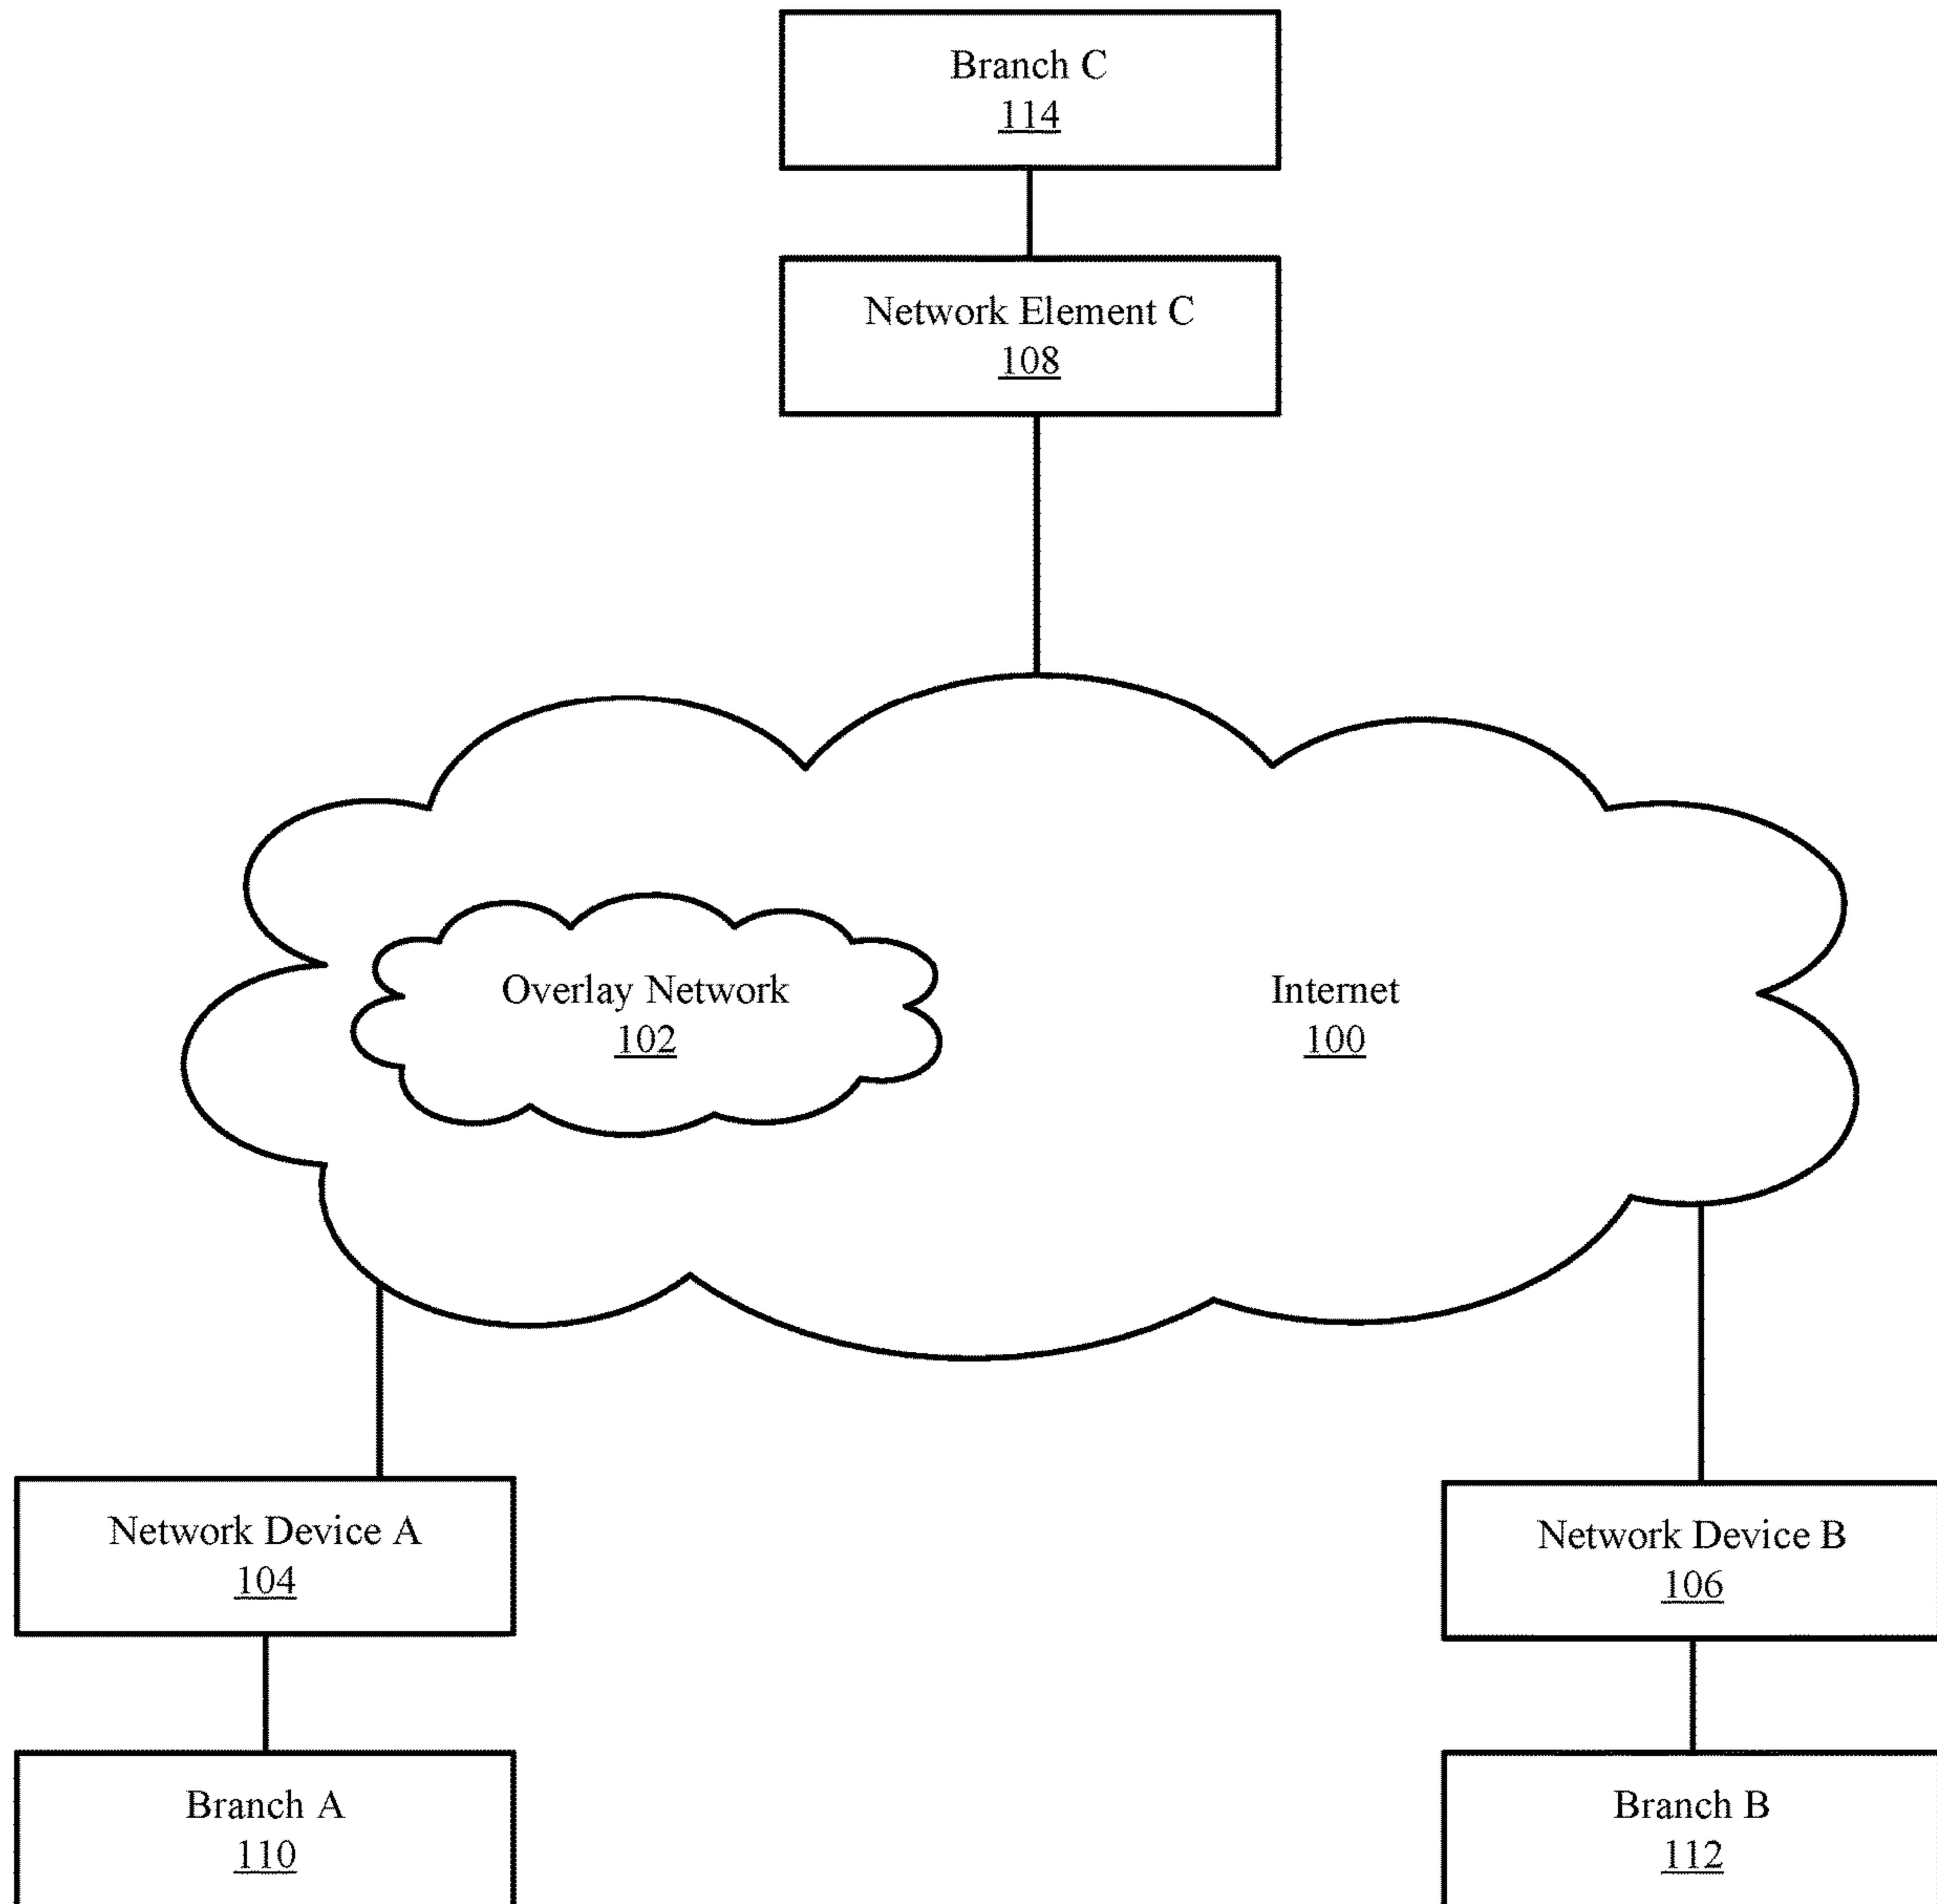 Branch C
114
Network Element C
108
Overlay Network
102
Internet
100
Network Device A
104
Network Device B
106
Branch A
110
Branch B
112